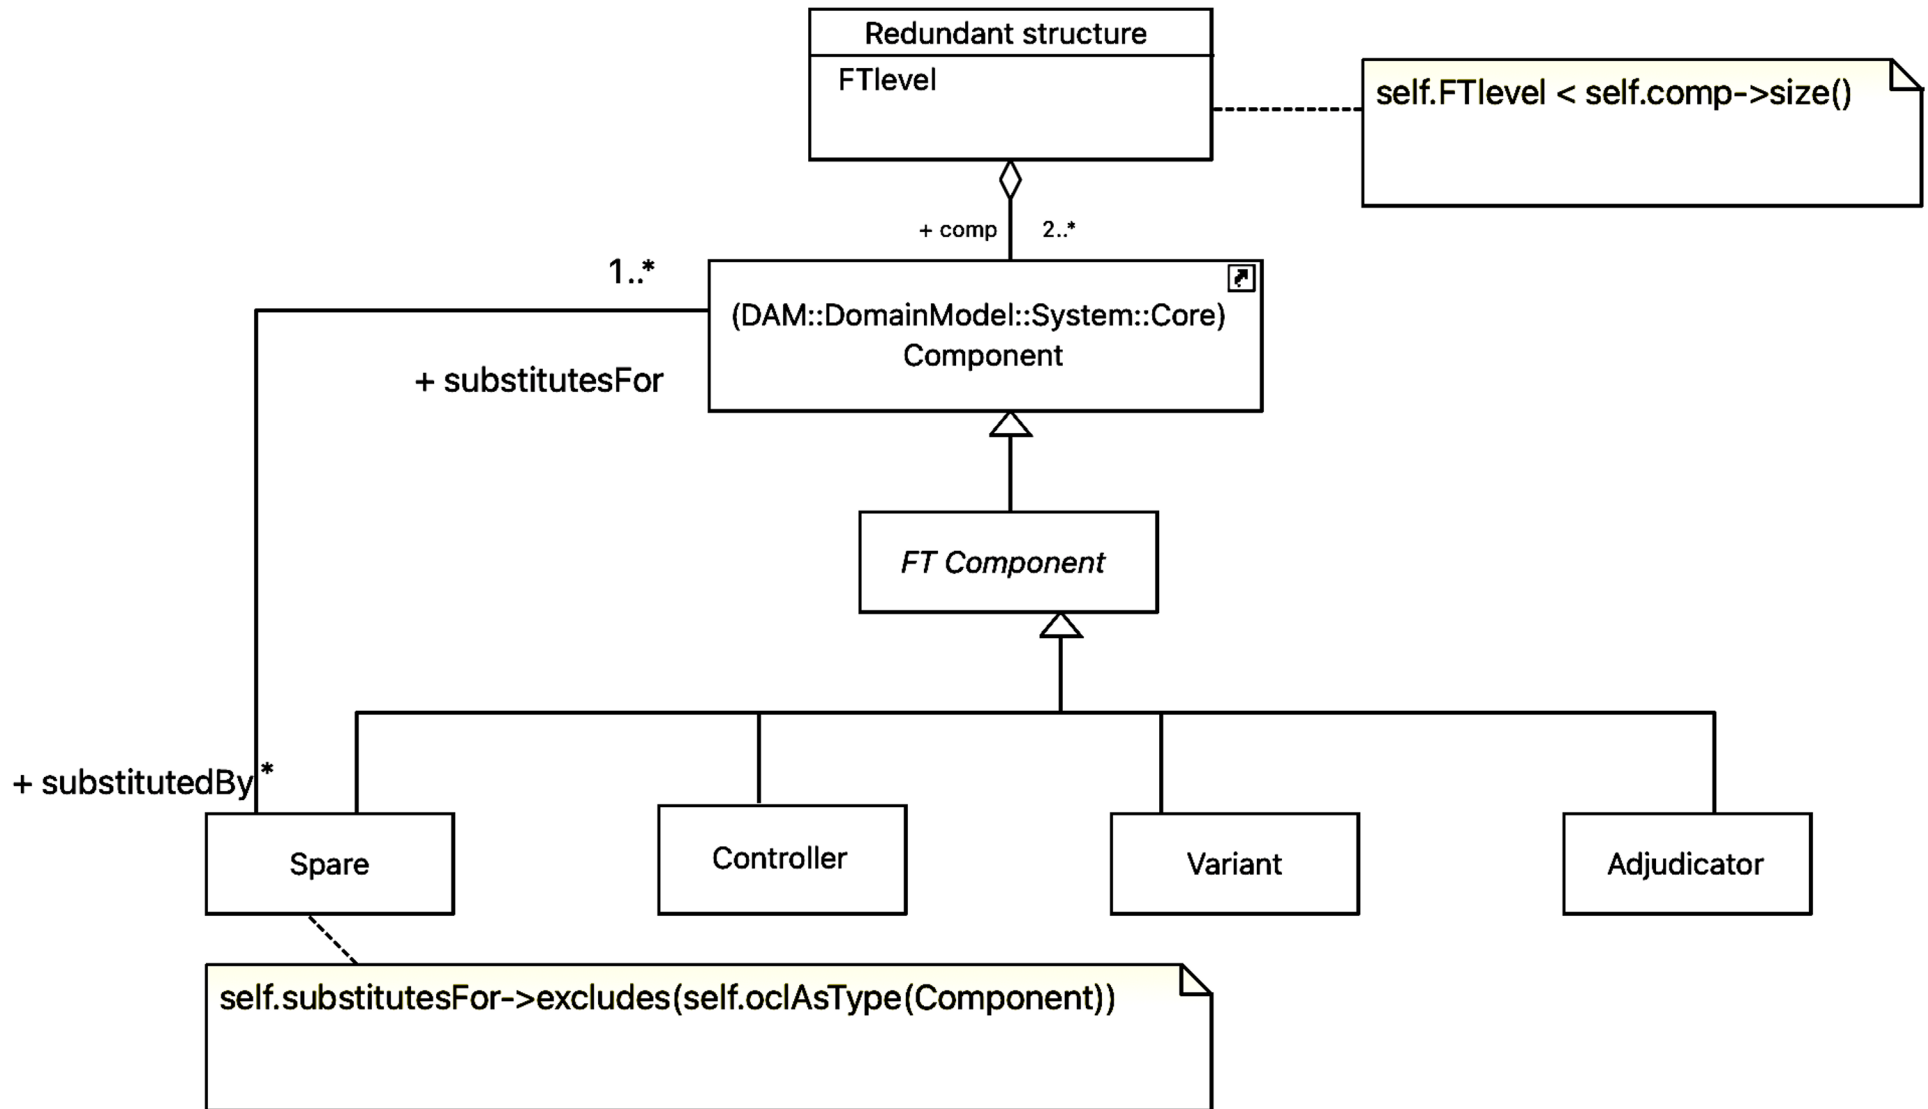 Redundant structure
FTlevel
self.FTlevel < self.comp->size()
+ comp
2..*
1..*
(DAM::DomainModel::System::Core)
Component
+ substitutesFor
FT Component
+ substitutedBy
*
Spare
Controller
Variant
Adjudicator
self.substitutesFor->excludes(self.oclAsType(Component))